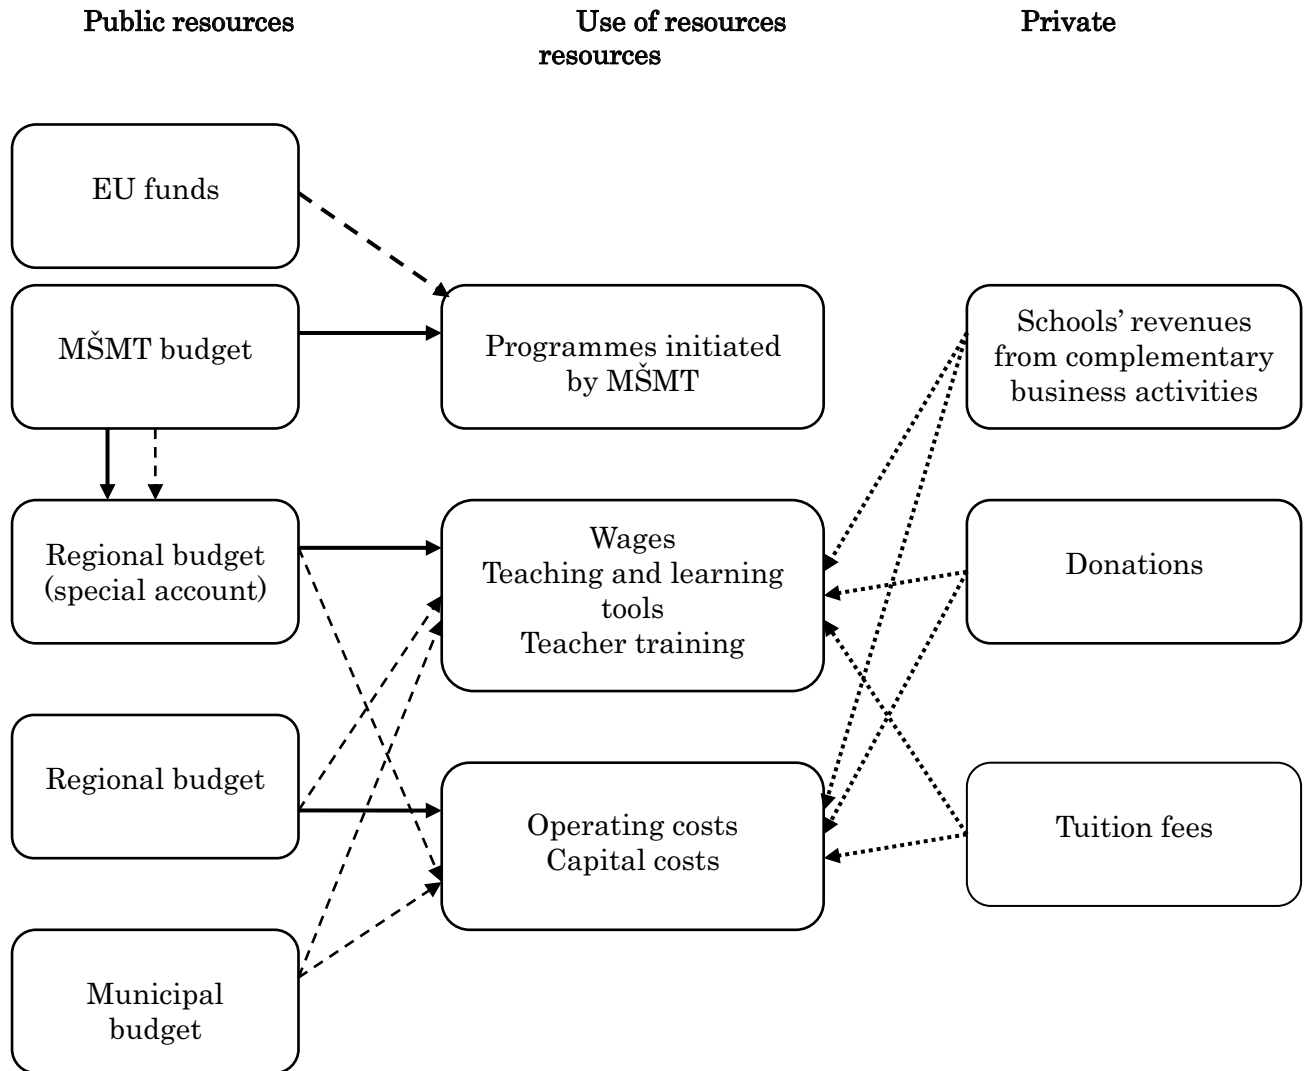 Public resources
Use of resources
Private
resources
EU funds
MŠMT budget
Programmes initiated
by MŠMT
Schools’ revenues
from complementary
business activities
Regional budget
(special account)
Wages
Teaching and learning
tools
Teacher training
Donations
Regional budget
Operating costs
Capital costs
Tuition fees
Municipal
budget